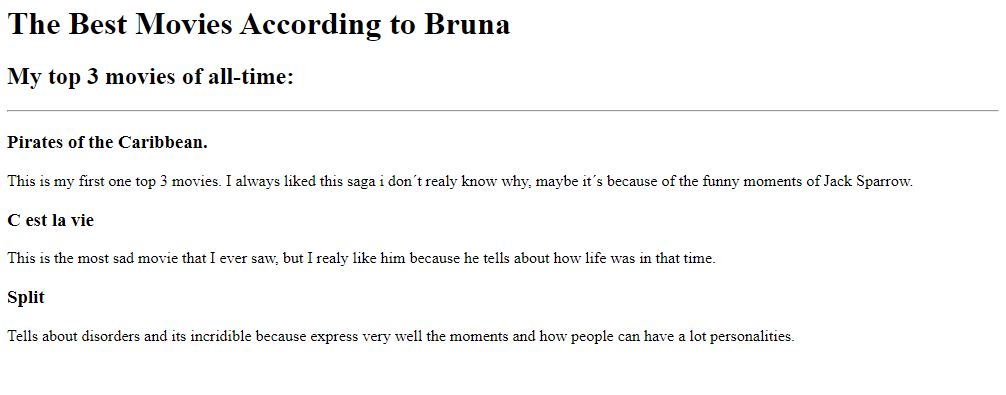 The Best Movies According to Bruna
My top 3 movies of all-time:
Pirates of the Caribbean.
This is my first one top 3 movies. I always liked this saga i don´t realy know why, maybe it´s because of the funny moments of Jack Sparrow.
C est la vie
This is the most sad movie that I ever saw, but I realy like him because he tells about how life was in that time.
Split
Tells about disorders and its incridible because express very well the moments and how people can have a lot personalities.